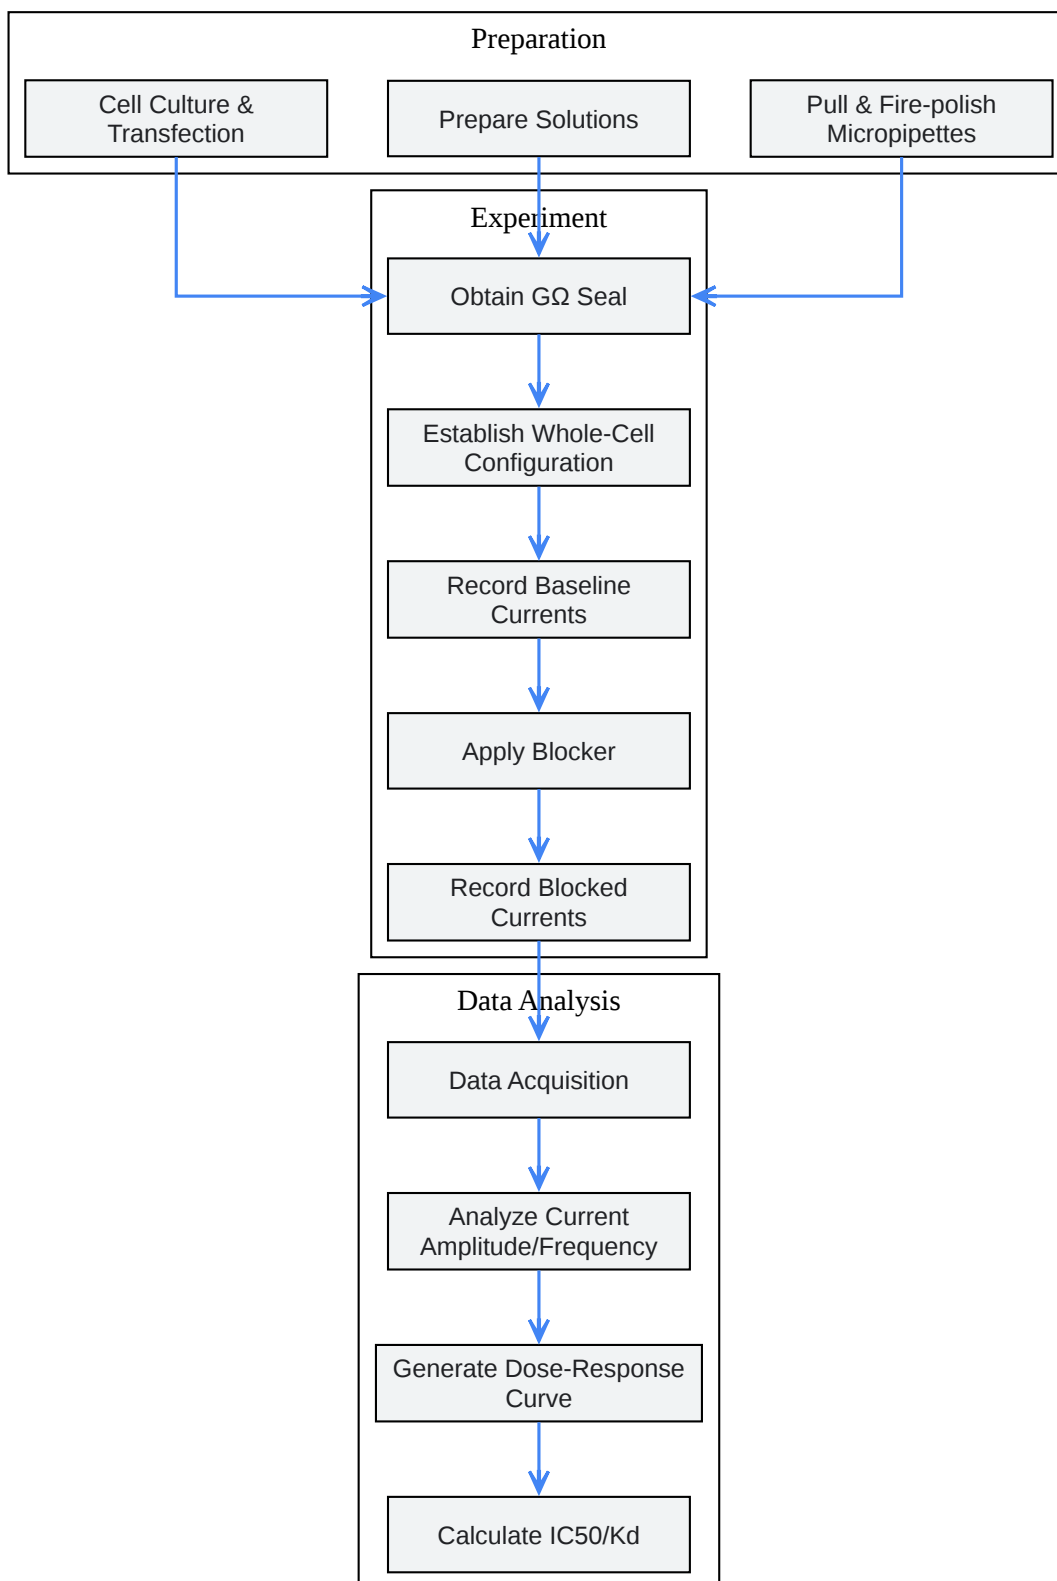 Preparation
Cell Culture &
Transfection
Prepare Solutions
Pull & Fire-polish
Micropipettes
Experiment
Obtain GΩ Seal
Establish Whole-Cell
Configuration
Record Baseline
Currents
Apply Blocker
Record Blocked
Currents
Data Analysis
Data Acquisition
Analyze Current
Amplitude/Frequency
Generate Dose-Response
Curve
Calculate IC50/Kd